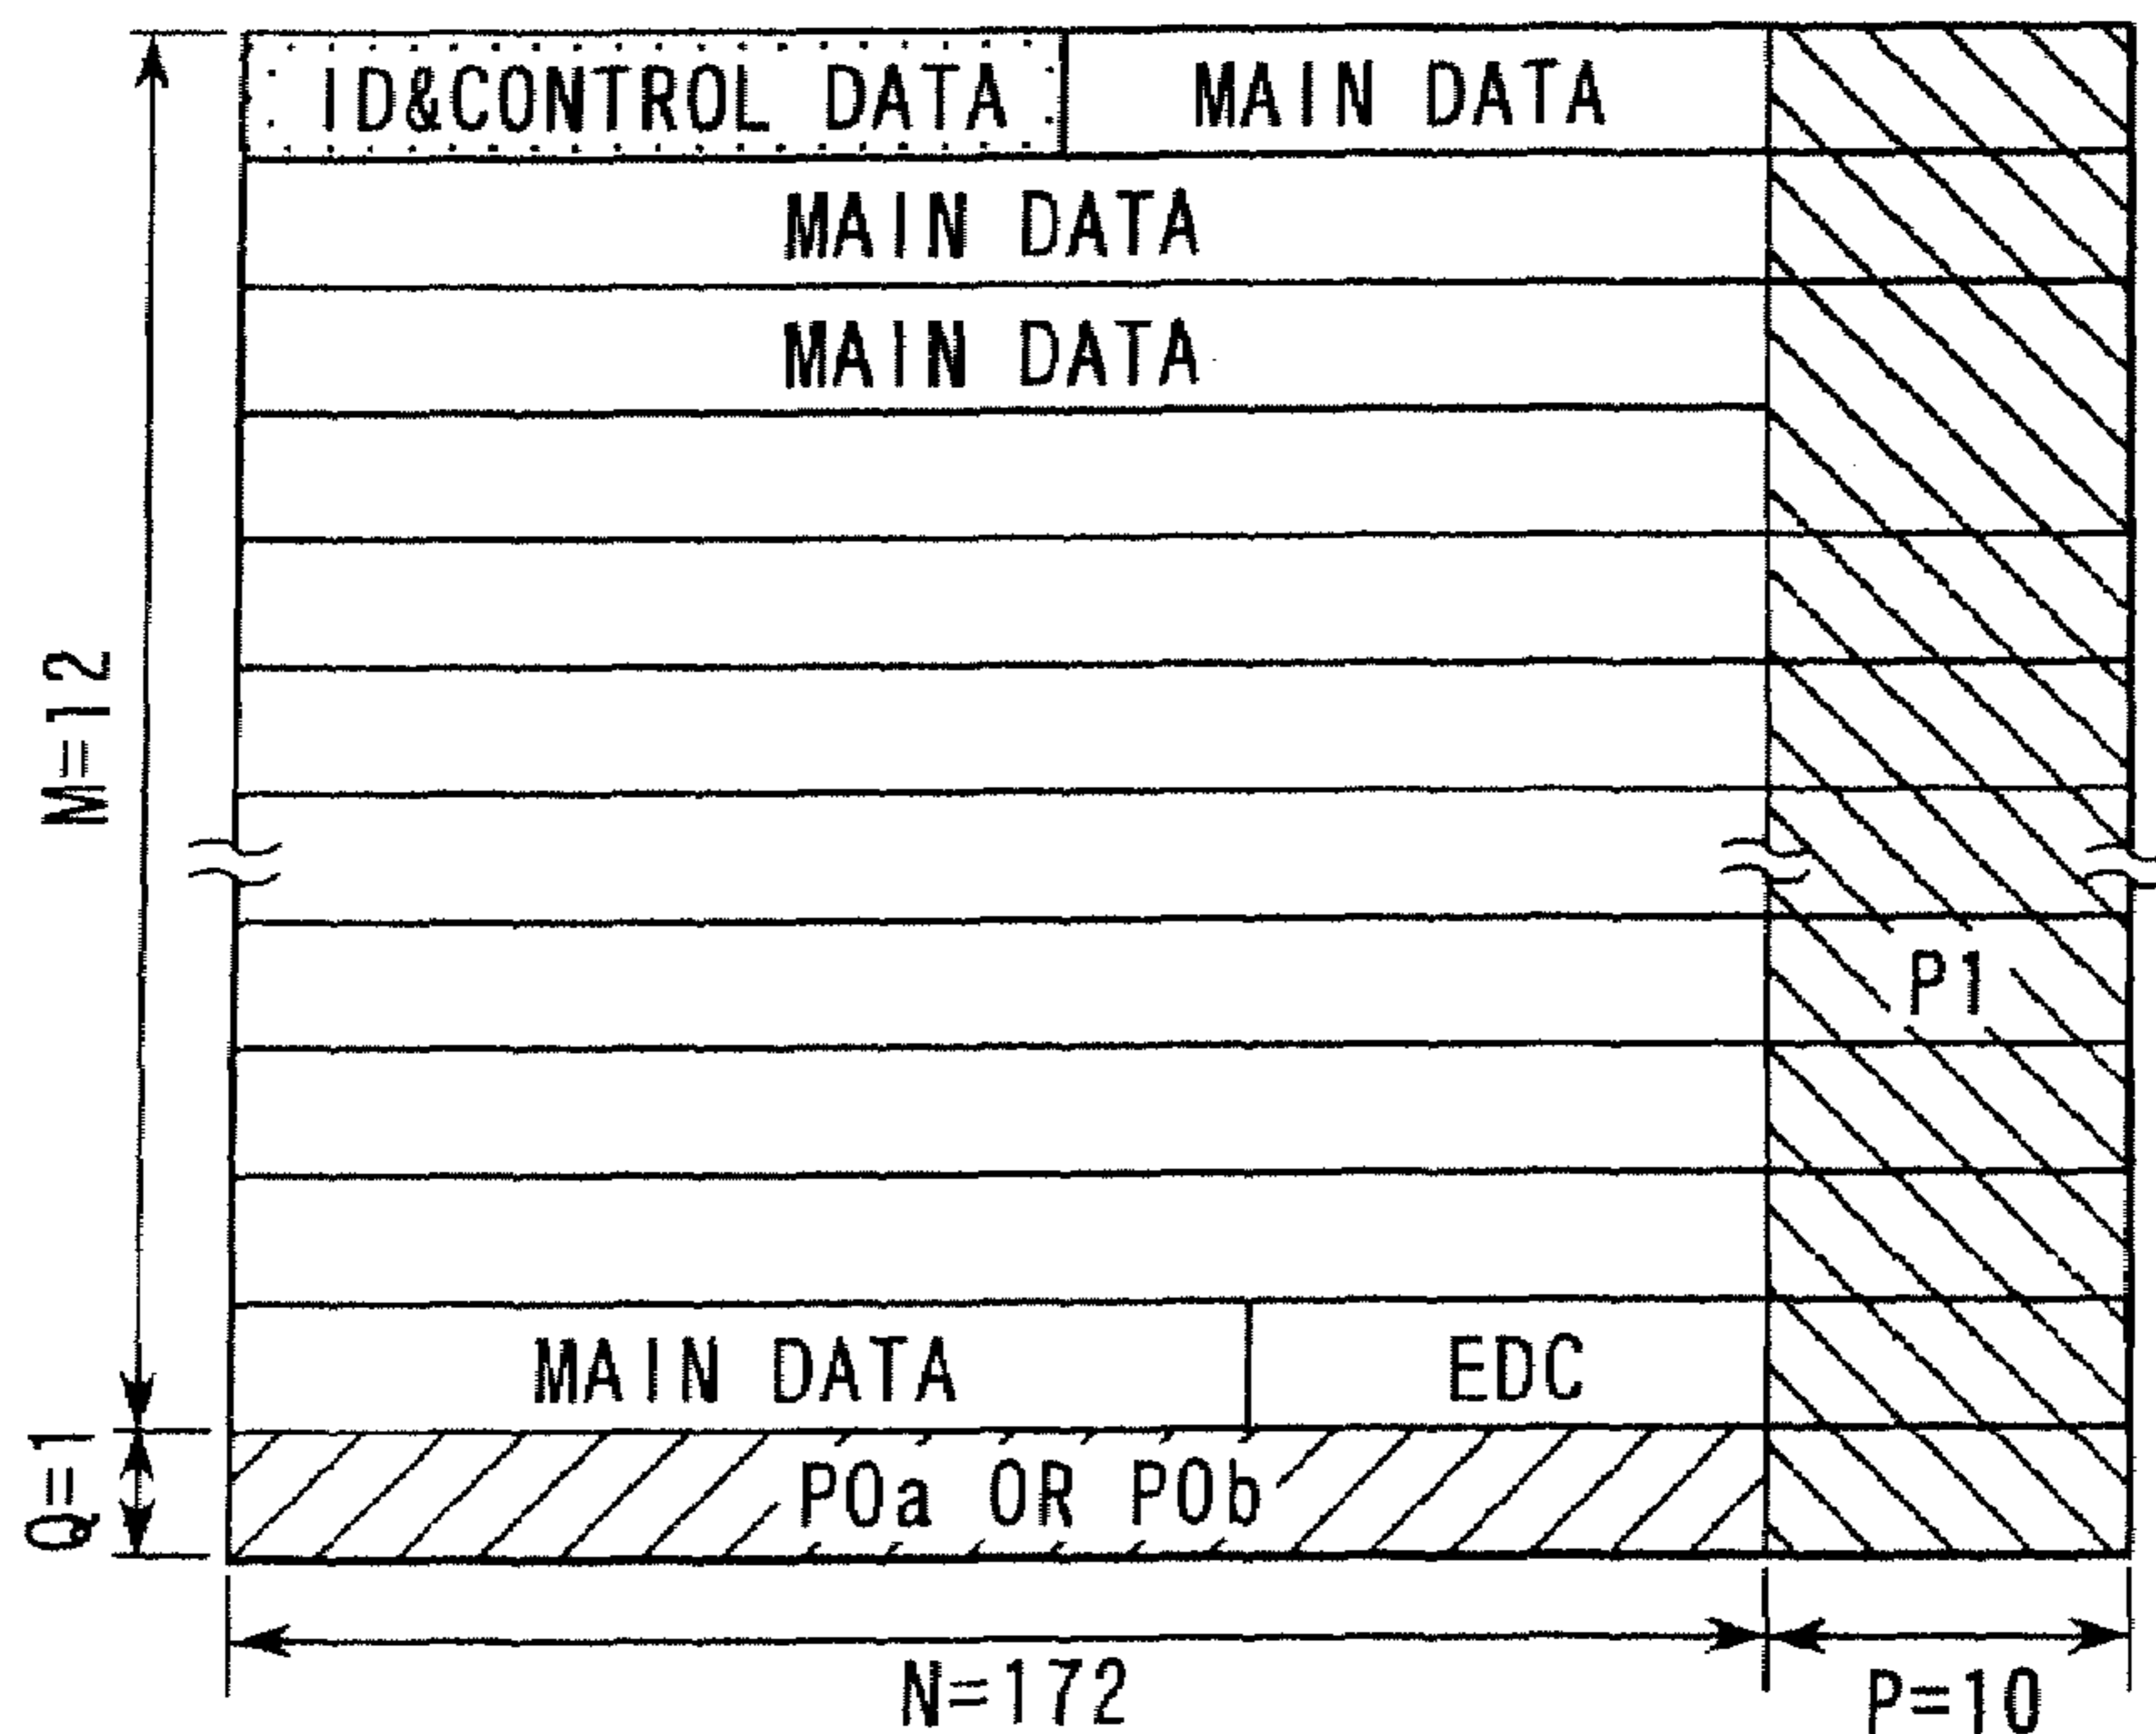 ID&CONTROL DATA MAIN DATA
MAIN DATA
MAIN DATA
M=12
P1
MAIN DATA EDC
Q=1
POa OR POb
N=172
P=10